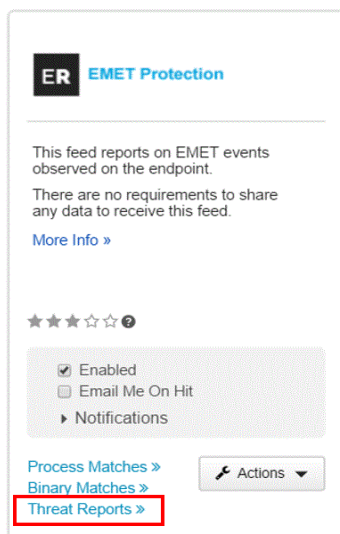 ER EMET Protection
This feed reports on EMET events
observed on the endpoint.
There are no requirements to share
any data to receive this feed.
More Info »
?
Enabled
Email Me On Hit
Notifications
Process Matches »
Binary Matches »
Threat Reports »
Actions